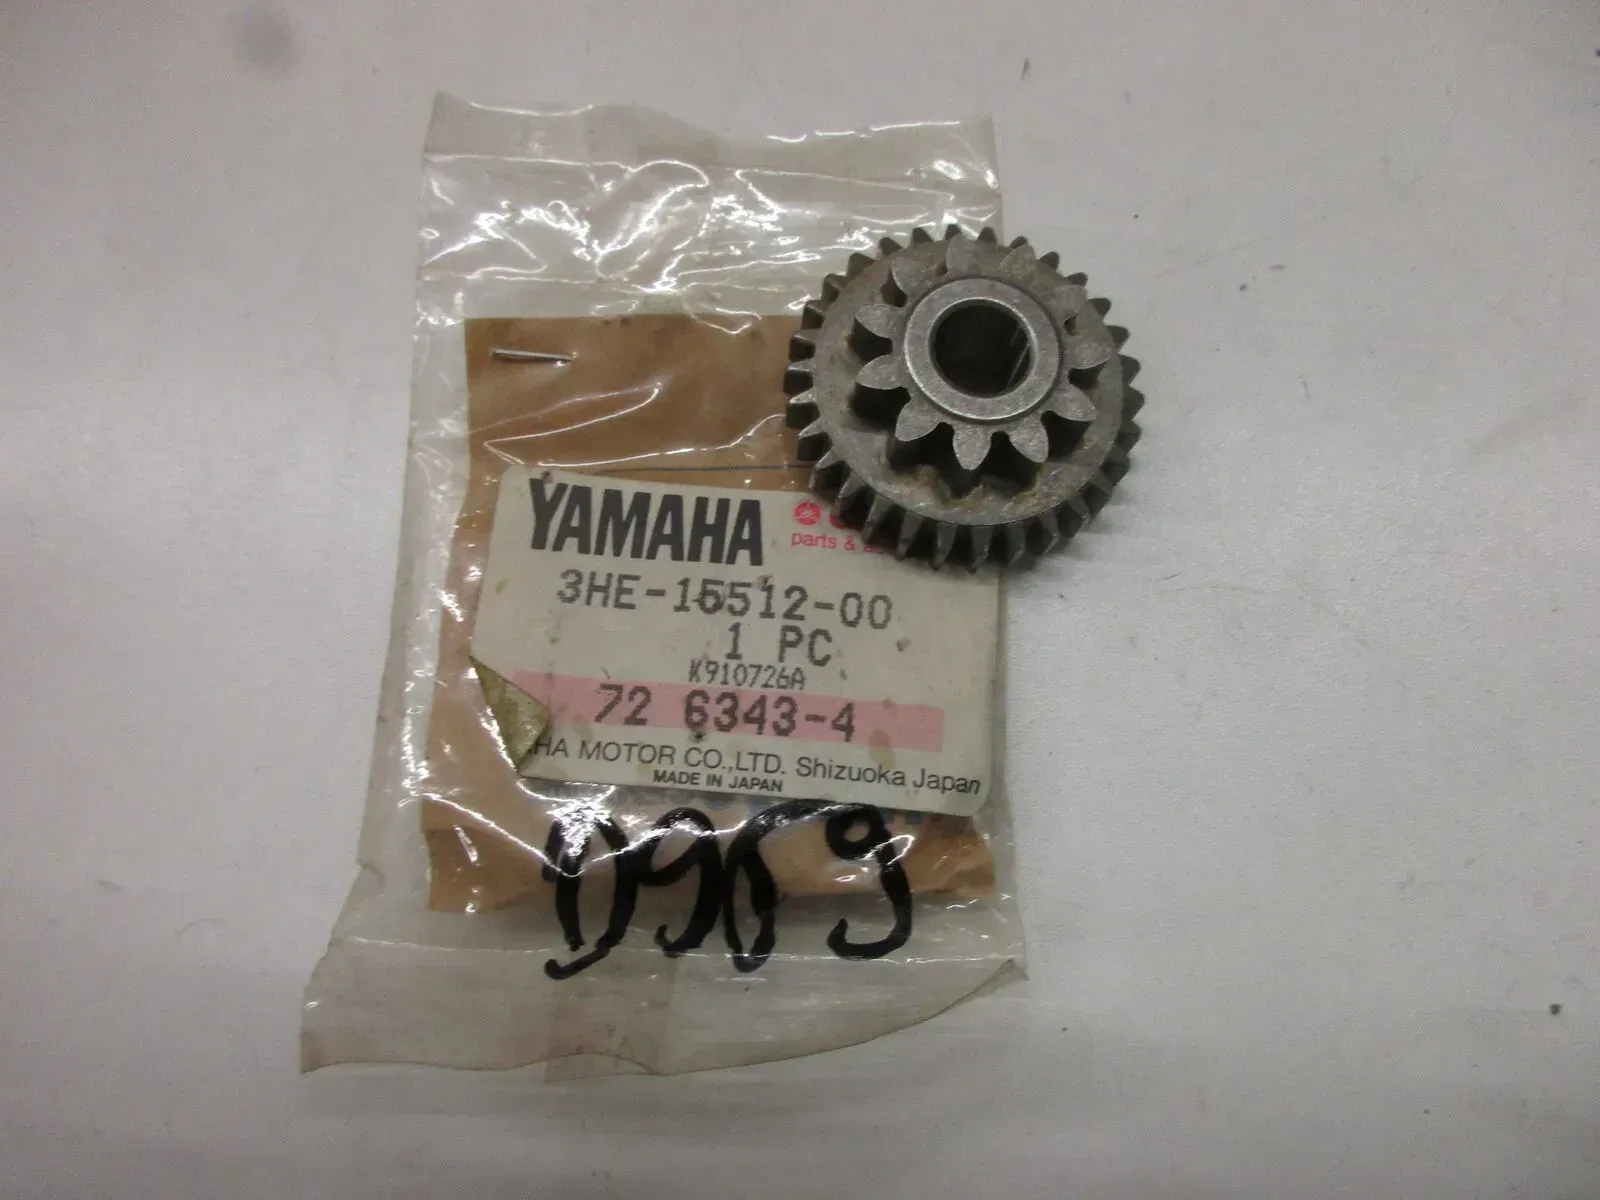 YAMAHA
parts &
3HE-15512-00
1 PC
K910726A
72 6343-4
HA MOTOR CO.,LTD. Shizuoka Japan
MADE IN JAPAN